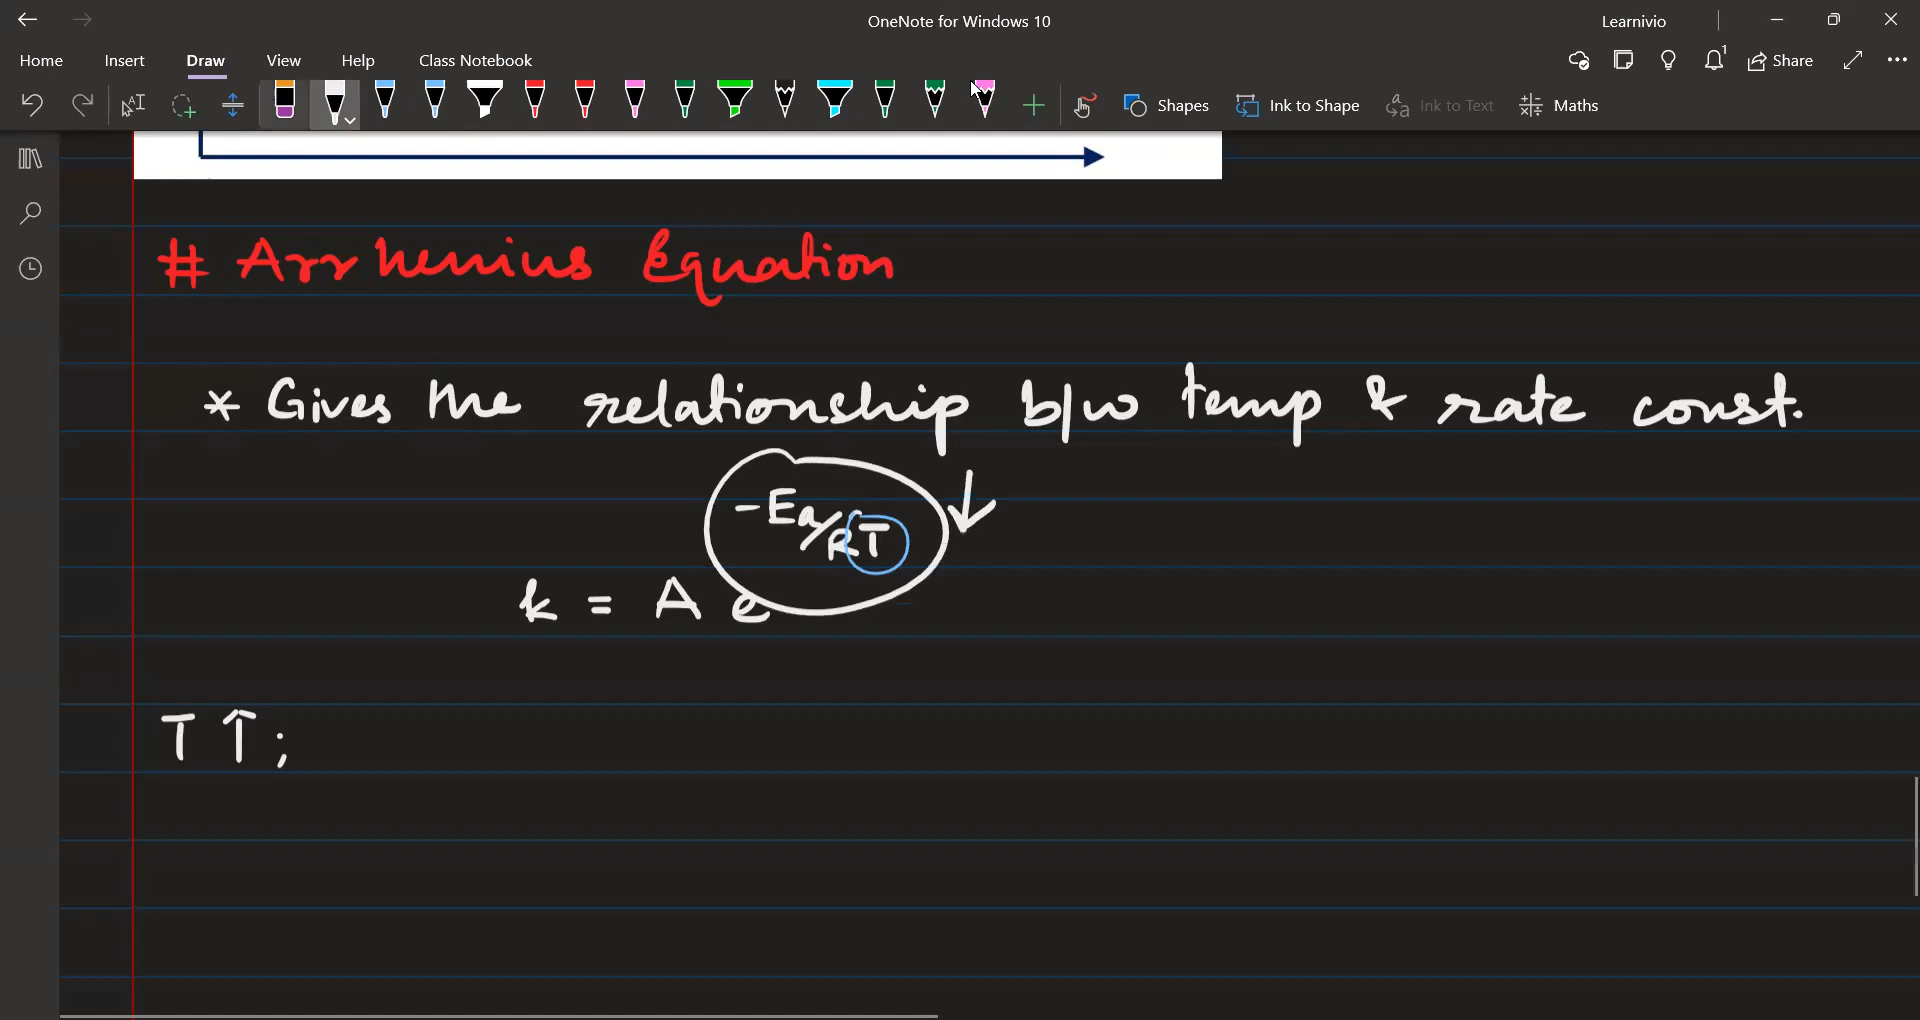 OneNote for Windows 10
Learnivio
Home Insert Draw View Help Class Notebook
1
Share
Shapes Ink to Shape Ink to Text Maths
# Arrhenius Equation
* Gives the relationship b/w temp & rate const. ↓
k = A e -Ea/RT
T ↑ ;